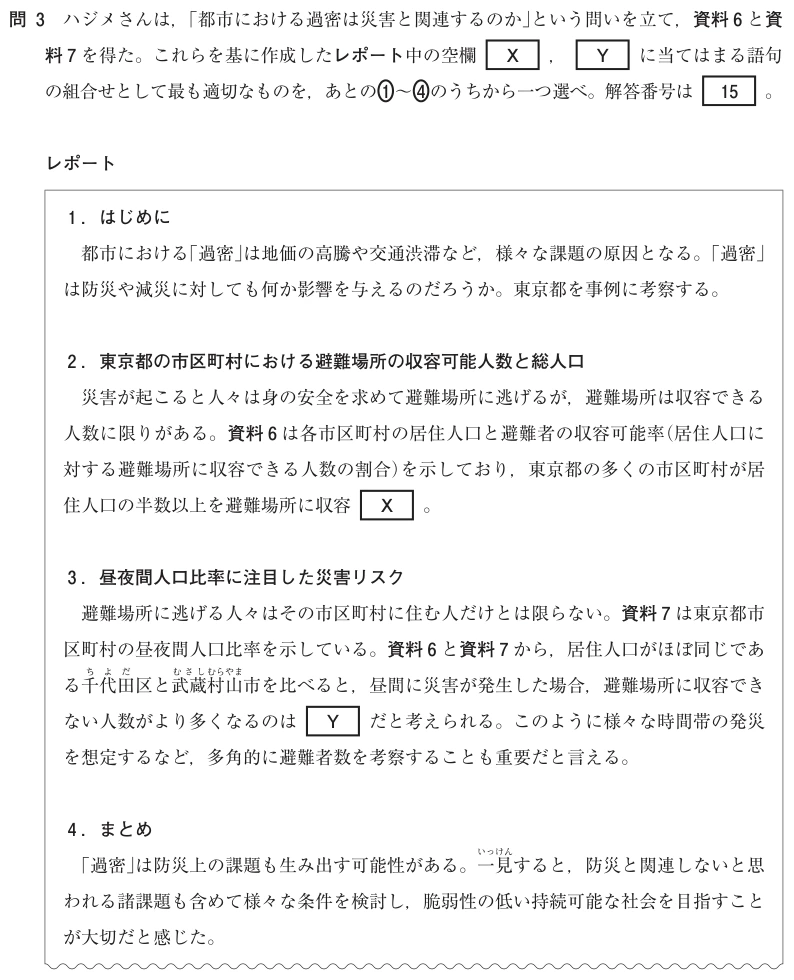 問 3 ハジメさんは，「都市における過密は災害と関連するのか」という問いを立て，資料6と資
料7を得た。これらを基に作成したレポート中の空欄 X ， Y に当てはまる語句
の組合せとして最も適切なものを，あとの①～④のうちから一つ選べ。解答番号は 15 。
レポート
1．はじめに
都市における「過密」は地価の高騰や交通渋滞など，様々な課題の原因となる。「過密」
は防災や減災に対しても何か影響を与えるのだろうか。東京都を事例に考察する。
2．東京都の市区町村における避難場所の収容可能人数と総人口
災害が起こると人々は身の安全を求めて避難場所に逃げるが，避難場所は収容できる
人数に限りがある。資料6は各市区町村の居住人口と避難者の収容可能率（居住人口に
対する避難場所に収容できる人数の割合）を示しており，東京都の多くの市区町村が居
住人口の半数以上を避難場所に収容 X 。
3．昼夜間人口比率に注目した災害リスク
避難場所に逃げる人々はその市区町村に住む人だけとは限らない。資料7は東京都市
区町村の昼夜間人口比率を示している。資料6と資料7から，居住人口がほぼ同じであ
ちよだ むさしむらやま
る千代田区と武蔵村山市を比べると，昼間に災害が発生した場合，避難場所に収容でき
ない人数がより多くなるのは Y だと考えられる。このように様々な時間帯の発災
を想定するなど，多角的に避難者数を考察することも重要だと言える。
4．まとめ
いっけん
「過密」は防災上の課題も生み出す可能性がある。一見すると，防災と関連しないと思
われる諸課題も含めて様々な条件を検討し，脆弱性の低い持続可能な社会を目指すこと
が大切だと感じた。